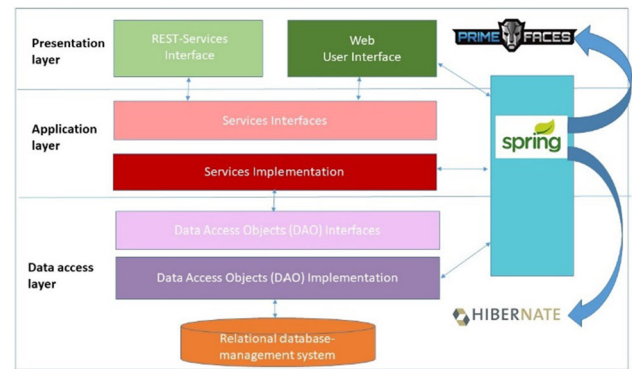 Presentation
layer
REST-Services
Interface
Web
User Interface
PRIME FACES
Application
layer
Services Interfaces
spring
Services Implementation
Data access
layer
Data Access Objects (DAO) Interfaces
Data Access Objects (DAO) Implementation
HIBERNATE
Relational database-
management system